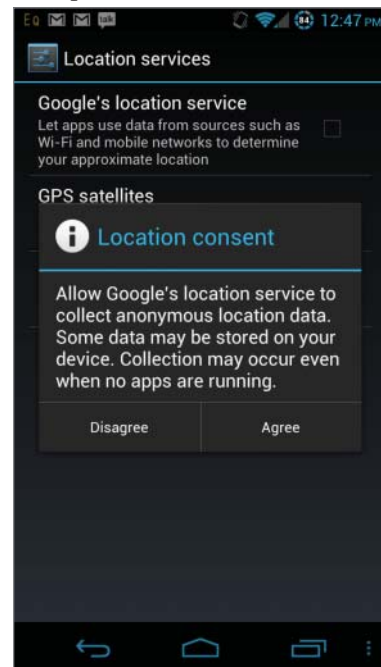 EQ talk 84 12:47 PM
Location services
Google's location service
Let apps use data from sources such as
Wi-Fi and mobile networks to determine
your approximate location
GPS satellites
Location consent
Allow Google's location service to
collect anonymous location data.
Some data may be stored on your
device. Collection may occur even
when no apps are running.
Disagree Agree